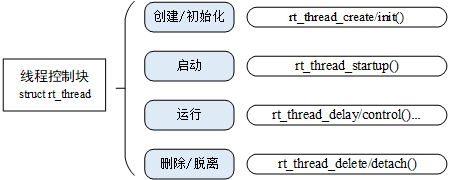 线程控制块
struct rt_thread
创建/初始化
rt_thread_create/init()
启动
rt_thread_startup()
运行
rt_thread_delay/control()...
删除/脱离
rt_thread_delete/detach()